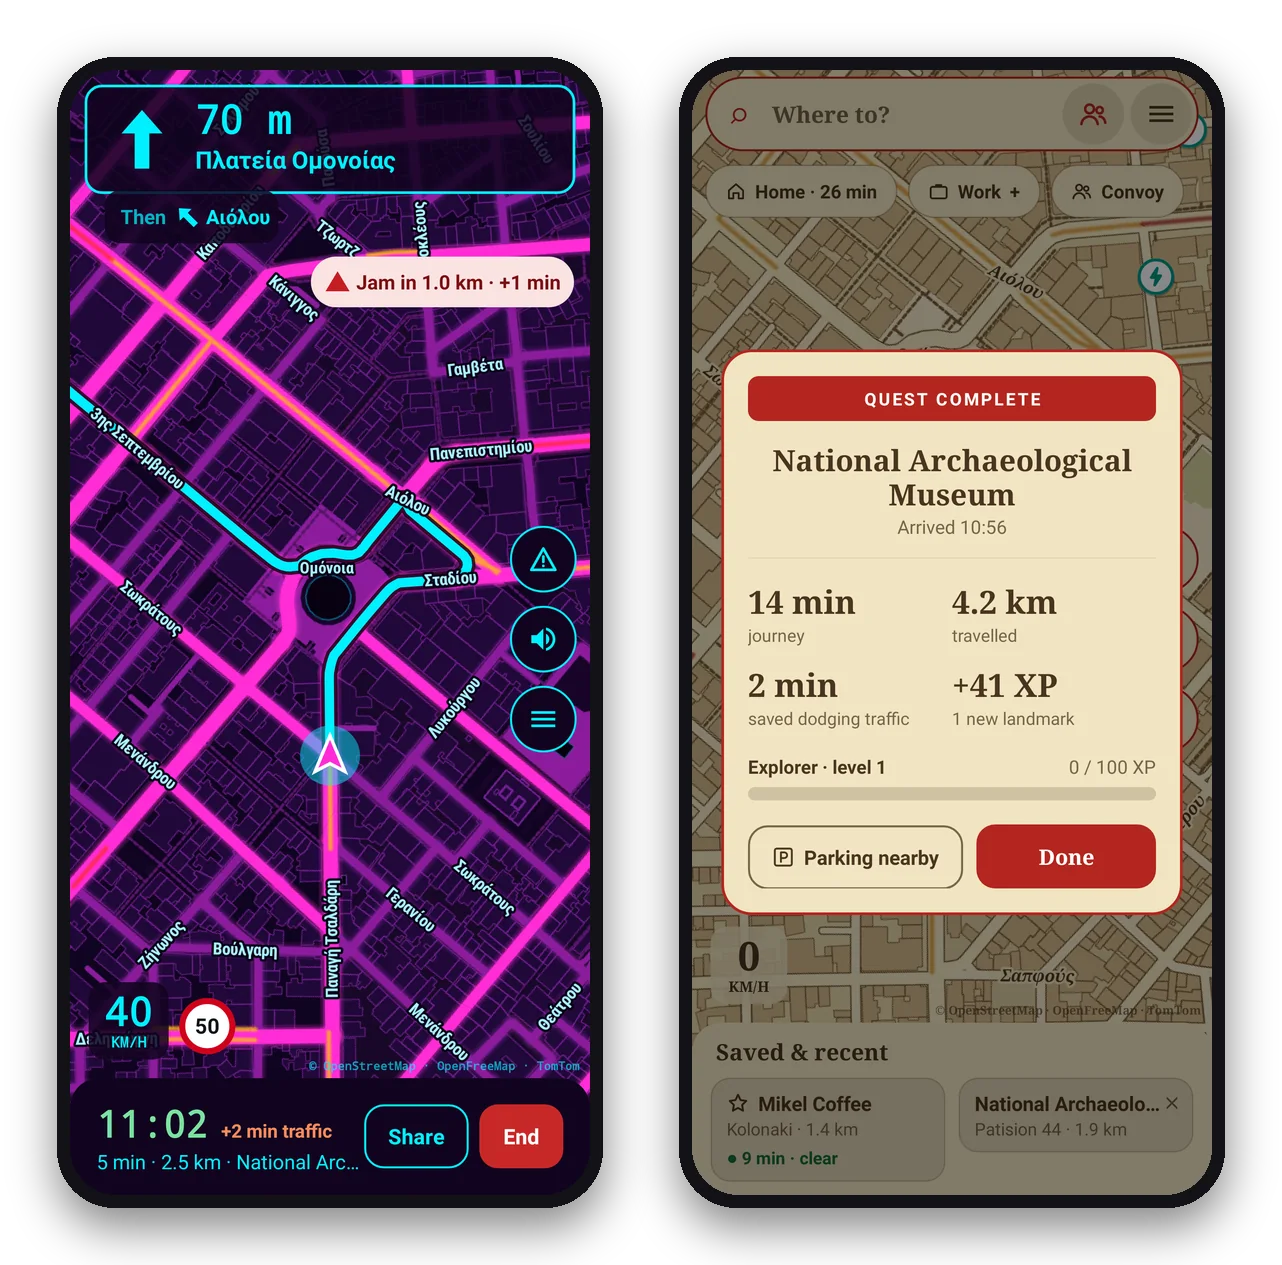 70 m
Πλατεία Ομονοίας
Then Αιόλου
Σουλίου
Τζωρτζ
Σοφοκλέους
Jam in 1.0 km · +1 min
Κάνιγγος
Γαμβέτα
3ης Σεπτεμβρίου
Πανεπιστημίου
Αιόλου
Ομόνοια
Σταδίου
Σωκράτους
Λυκούργου
Μενάνδρου
Σωκράτους
Γερανίου
Παναγή Τσαλδάρη
Ζήνωνος
Βούλγαρη
Θεάτρου
Μενάνδρου
40
KM/H
50
© OpenStreetMap · OpenFreeMap · TomTom
11:02 +2 min traffic
5 min · 2.5 km · National Arc...
Share
End
Where to?
Home · 26 min
Work +
Convoy
Αιόλου
QUEST COMPLETE
National Archaeological
Museum
Arrived 10:56
14 min
journey
4.2 km
travelled
2 min
saved dodging traffic
+41 XP
1 new landmark
Explorer · level 1
0 / 100 XP
P Parking nearby
Done
0
KM/H
Σαπφούς
© OpenStreetMap · OpenFreeMap · TomTom
Saved & recent
Mikel Coffee
Kolonaki · 1.4 km
9 min · clear
National Archaeolo... ×
Patision 44 · 1.9 km